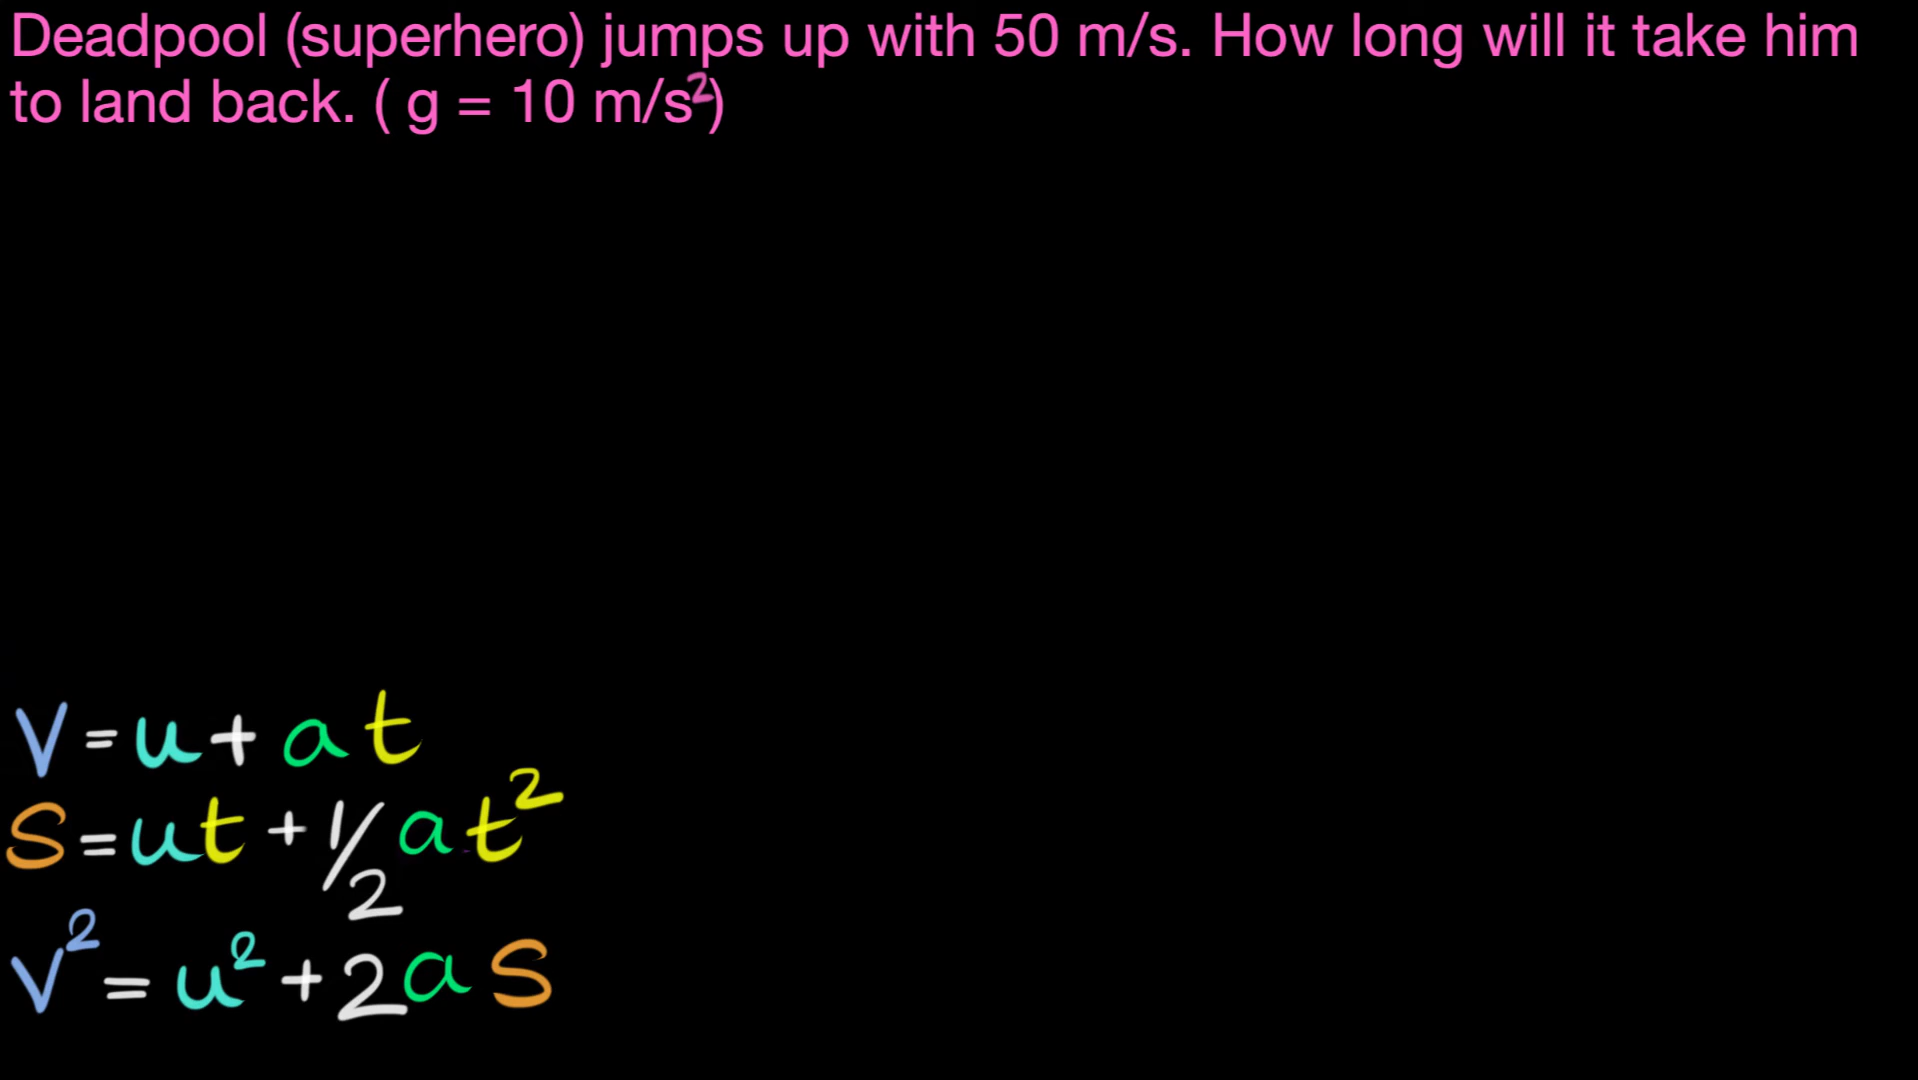 Deadpool (superhero) jumps up with 50 m/s. How long will it take him
to land back. ( g = 10 m/s²)
v=u+at
s=ut+1/2at²
v²=u²+2as